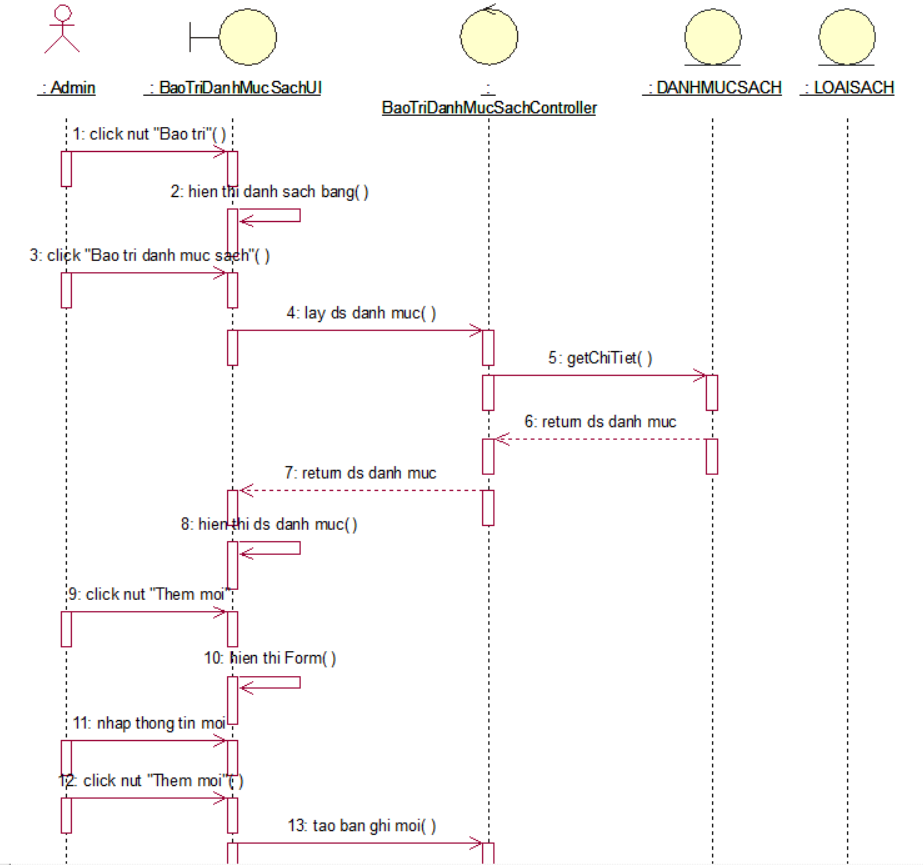 : Admin
: BaoTriDanhMucSachUI
:
BaoTriDanhMucSachController
: DANHMUCSACH
: LOAISACH
1: click nut "Bao tri"( )
2: hien thi danh sach bang( )
3: click "Bao tri danh muc sach"( )
4: lay ds danh muc( )
5: getChiTiet( )
6: return ds danh muc
7: return ds danh muc
8: hien thi ds danh muc( )
9: click nut "Them moi"
10: hien thi Form( )
11: nhap thong tin moi
12: click nut "Them moi"( )
13: tao ban ghi moi( )